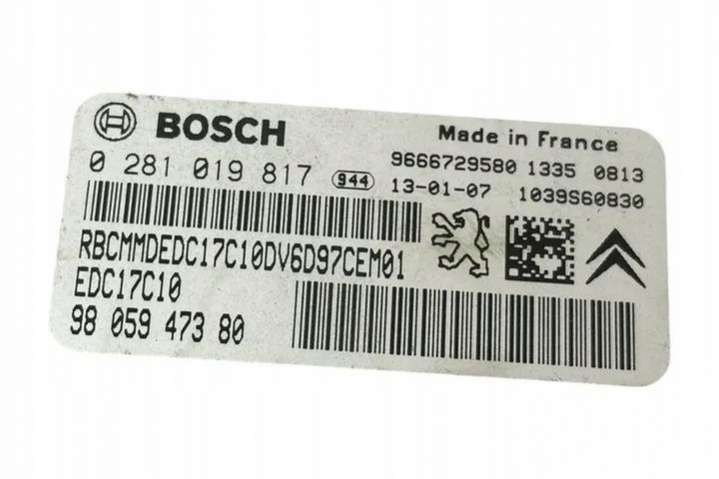 BOSCH
Made in France
0 281 019 817 944
9666729580 1335 0813
13-01-07 1039S60830
RBCMMDEDC17C10DV6D97CEM01
EDC17C10
98 059 473 80